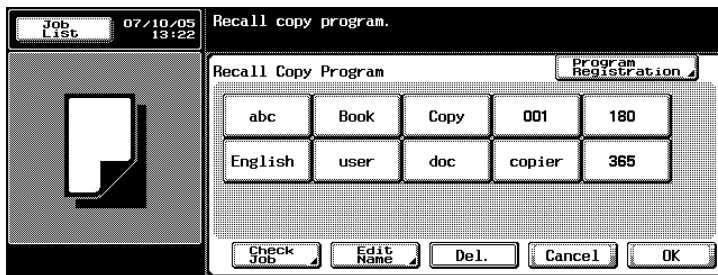 Job
List
07/10/05
13:22
Recall copy program.
Recall Copy Program
Program
Registration
abc Book Copy 001 180
English user doc copier 365
Check
Job
Edit
Name
Del.
Cancel
OK